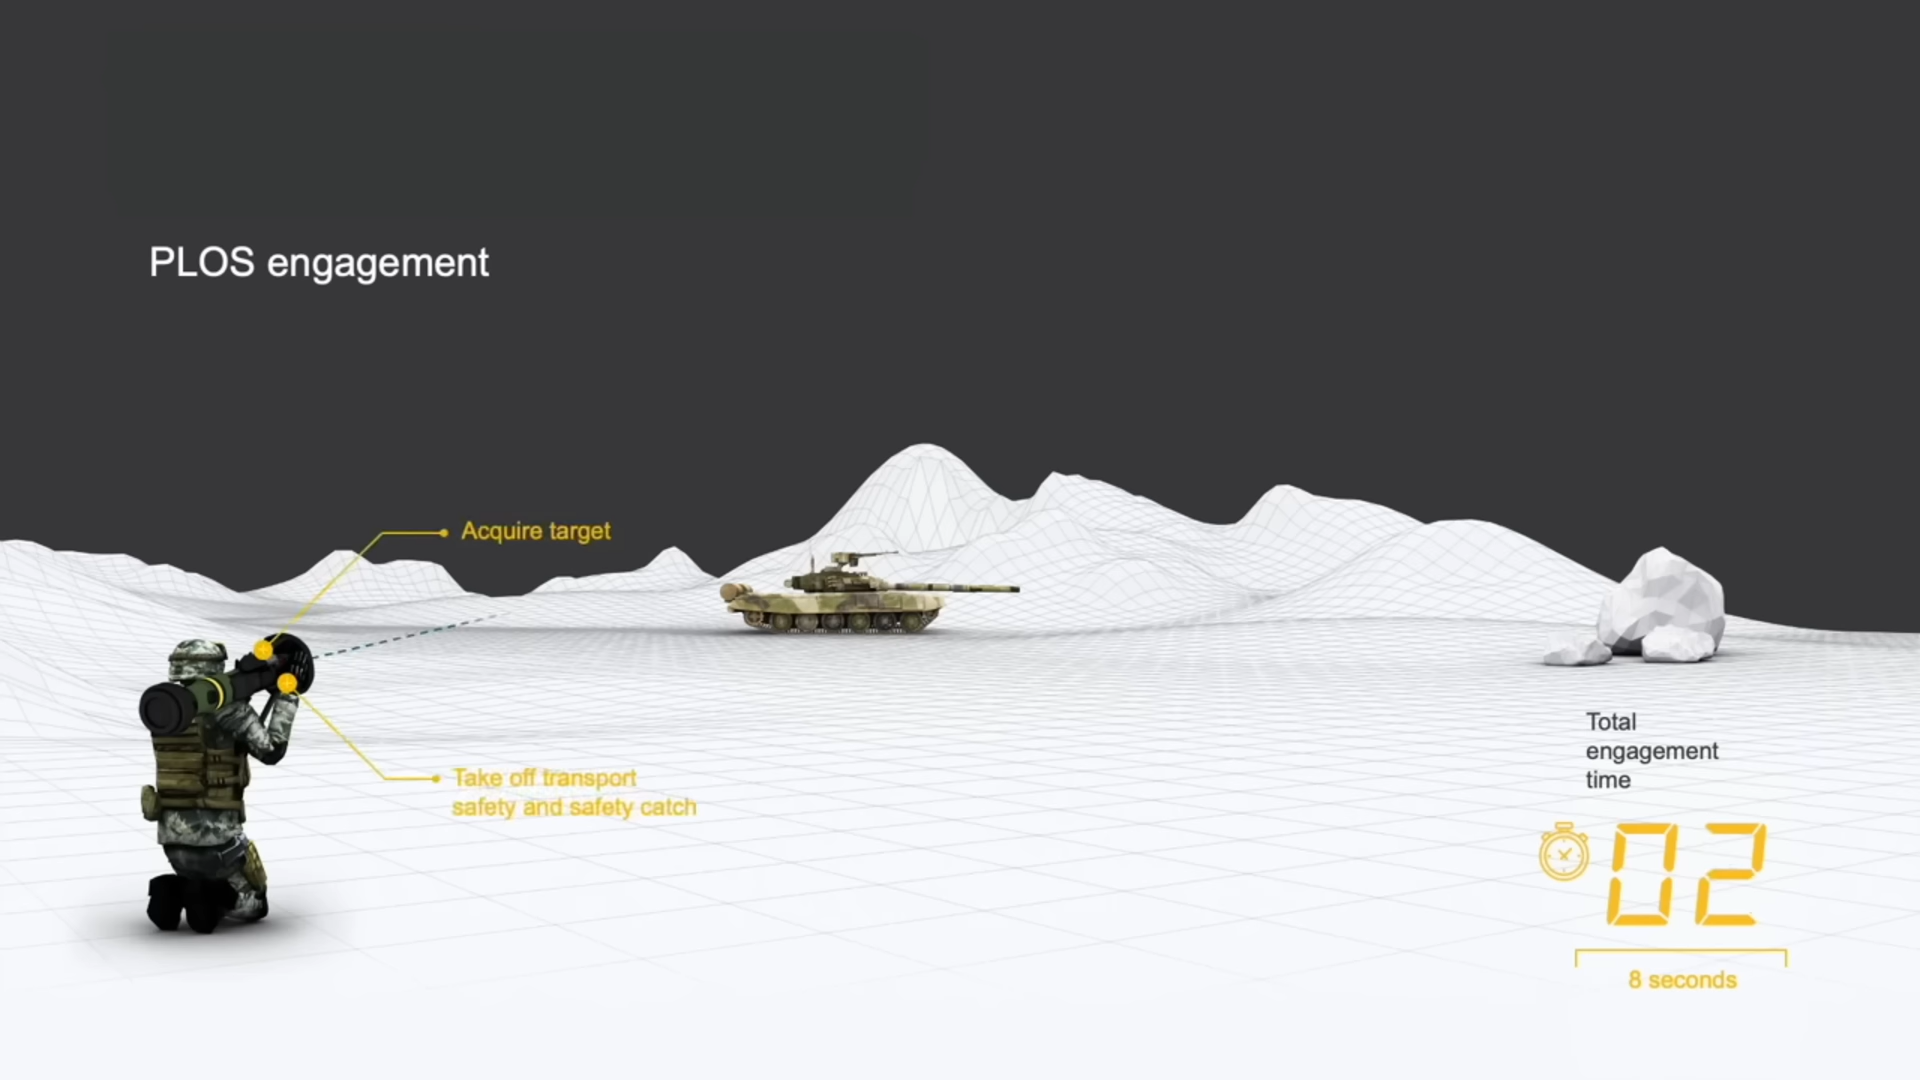 PLOS engagement
Acquire target
Take off transport
safety and safety catch
Total
engagement
time
02
8 seconds